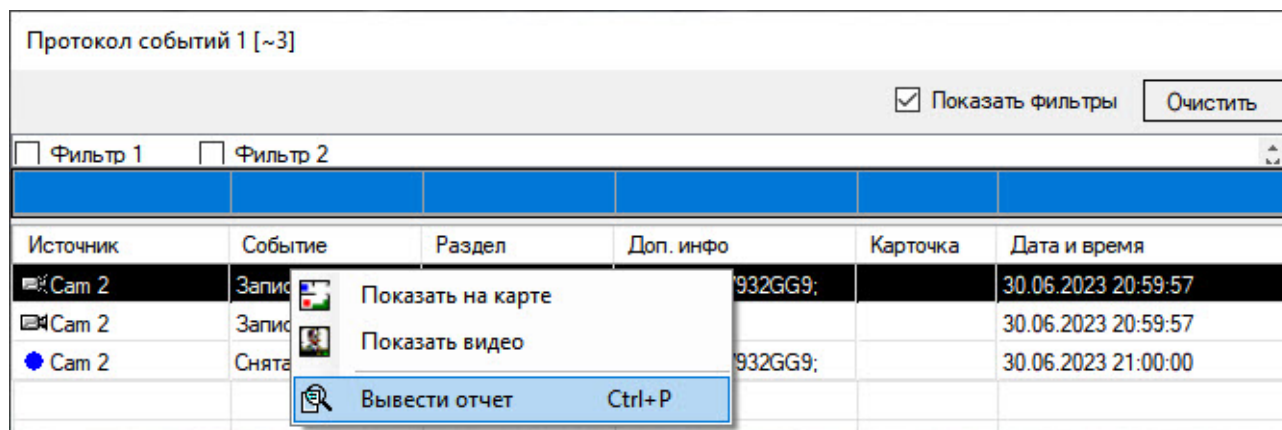 Протокол событий 1 [~3]
Показать фильтры Очистить
Фильтр 1 Фильтр 2
Источник Событие Раздел Доп. инфо Карточка Дата и время
Cam 2 932GG9; 30.06.2023 20:59:57
Показать на карте
Cam 2 30.06.2023 20:59:57
Показать видео
Cam 2 932GG9; 30.06.2023 21:00:00
Вывести отчет Ctrl+P